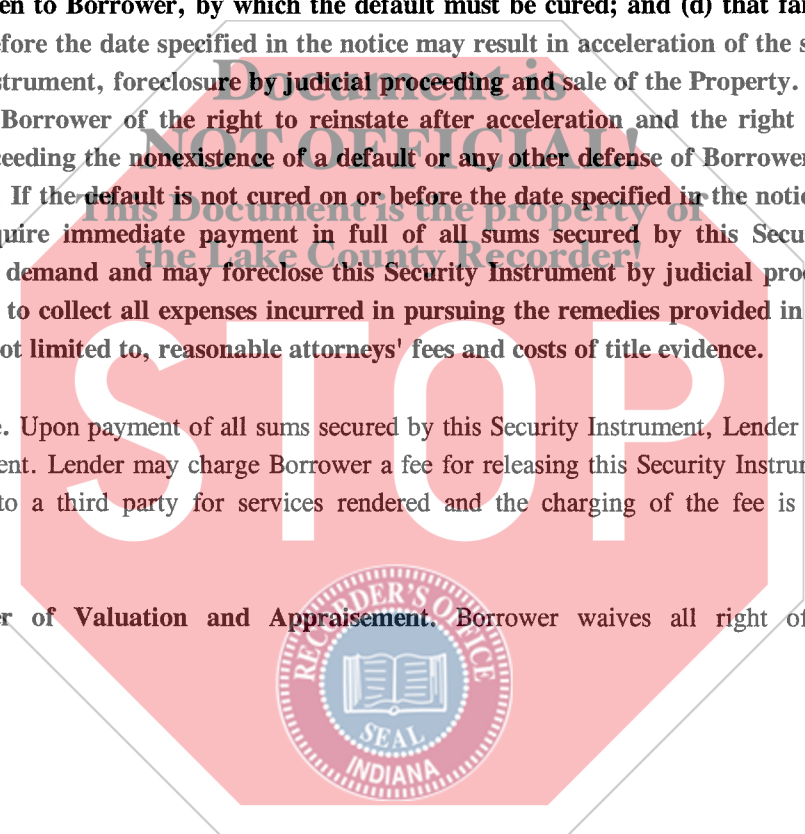 en to Borrower, by which the default must be cured; and (d) that fai
efore the date specified in the notice may result in acceleration of the s
strument, foreclosure by judicial proceeding and sale of the Property.
Document is
Borrower of the right to reinstate after acceleration and the right
NOT OFFICIAL!
ceeding the nonexistence of a default or any other defense of Borrower
If the default is not cured on or before the date specified in the notic
This Document is the property of
quire immediate payment in full of all sums secured by this Secu
the Lake County Recorder!
demand and may foreclose this Security Instrument by judicial pro
to collect all expenses incurred in pursuing the remedies provided in
ot limited to, reasonable attorneys' fees and costs of title evidence.
STOP
e. Upon payment of all sums secured by this Security Instrument, Lender
ent. Lender may charge Borrower a fee for releasing this Security Instrum
to a third party for services rendered and the charging of the fee is
er of Valuation and Appraisement. Borrower waives all right of
RECORDER'S OFFICE
SEAL
INDIANA